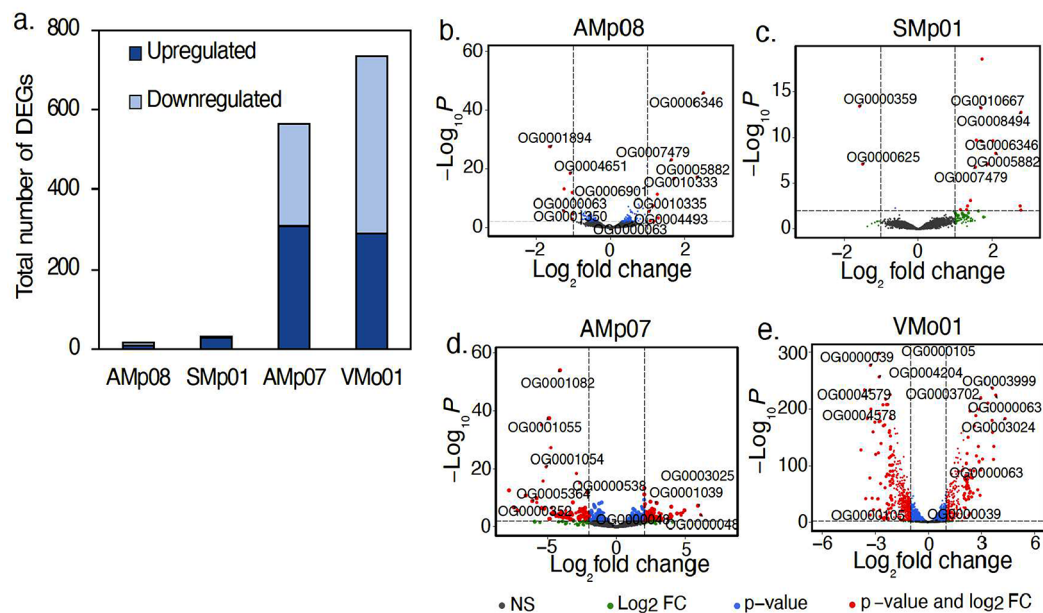 a.
800
600
400
200
0
Total number of DEGs
Upregulated
Downregulated
AMp08 SMp01 AMp07 VMo01
b. AMp08
60
40
20
0
−Log10 P
OG0006346
OG0001894
OG0007479
OG0004651
OG0005882
OG0010333
OG0006901
OG0000063
OG0010335
OG0001350
OG0004493
OG0000063
−2 0 2
Log2 fold change
c. SMp01
15
10
5
0
−Log10 P
OG0000359
OG0010667
OG0008494
OG0006346
OG0000625
OG0005882
OG0007479
−2 0 2
Log2 fold change
d. AMp07
60
40
20
0
−Log10 P
OG0001082
OG0001055
OG0001054
OG0003025
OG0000538
OG0005364
OG0001039
OG0000359
OG0000048
−5 0 5
Log2 fold change
e. VMo01
300
200
100
0
−Log10 P
OG0000105
OG0000039
OG0004204
OG0003999
OG0004579
OG0003702
OG0000063
OG0004578
OG0003024
OG0000063
OG0000105
OG0000039
−6 −3 0 3 6
Log2 fold change
NS Log2 FC p-value p−value and log2 FC